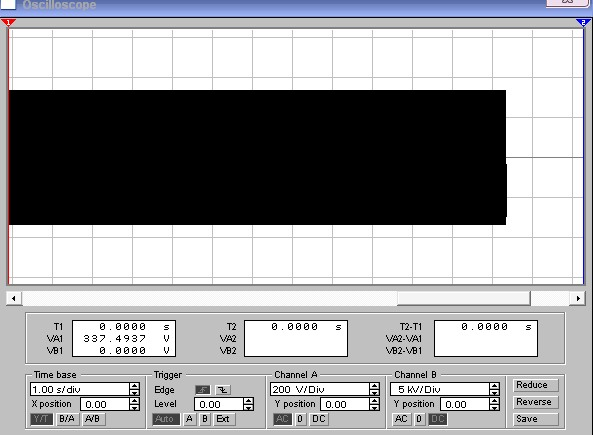 Oscilloscope
1 2
T1 0.0000 s T2 0.0000 s T2-T1 0.0000 s
VA1 337.4937 V VA2 VA2-VA1
VB1 0.0000 V VB2 VB2-VB1
Time base Trigger Channel A Channel B
1.00 s/div Edge 200 V/Div 5 kV/Div Reduce
X position 0.00 Level 0.00 Y position 0.00 Y position 0.00 Reverse
Y/T B/A A/B Auto A B Ext AC 0 DC AC 0 DC Save